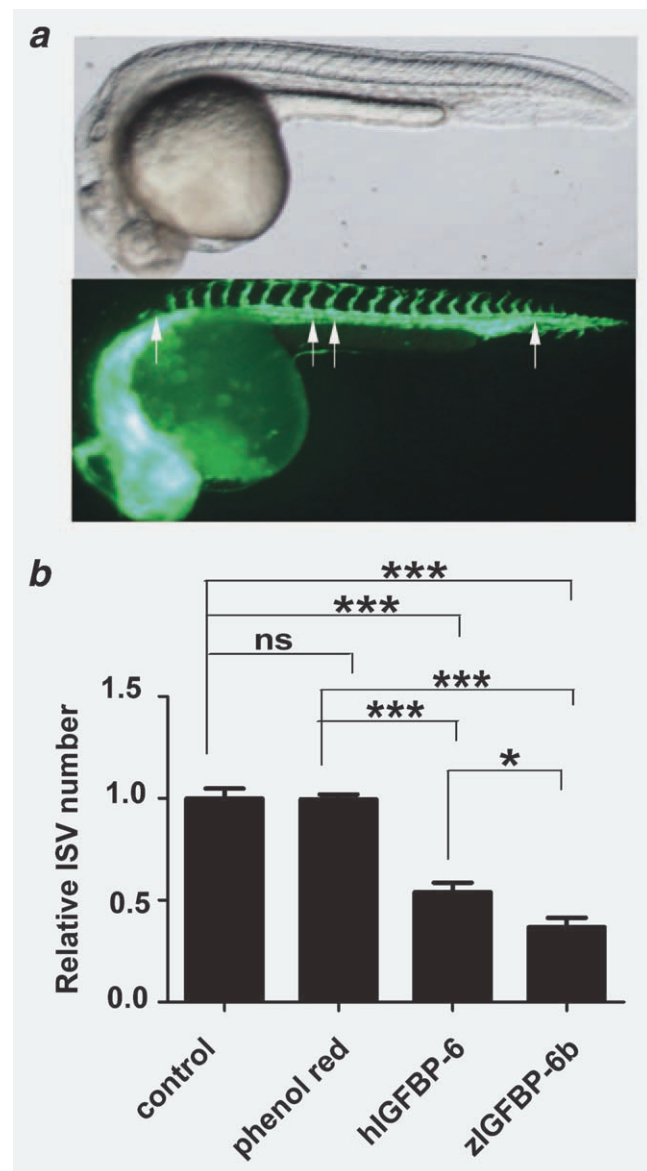 a
b
***
***
ns
***
***
*
1.5
1.0
0.5
0.0
Relative ISV number
control
phenol red
hIGFBP-6
zIGFBP-6b